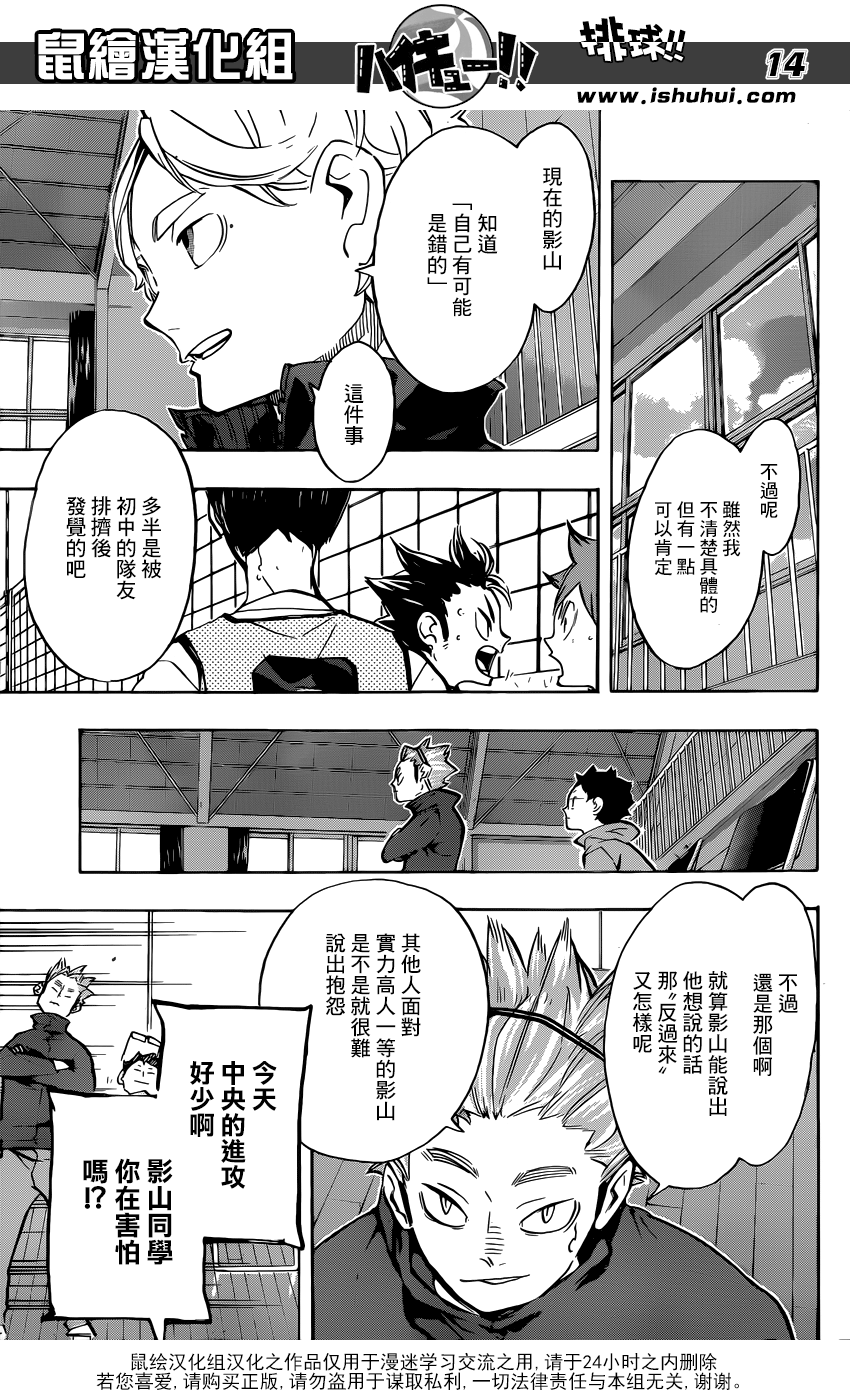 鼠繪漢化組
ハイキュー!!
排球!!
14
www.ishuhui.com
不過呢
雖然我
不清楚具體的
但有一點
可以肯定
現在的影山
知道
「自己有可能
是錯的」
這件事
多半是被
初中的隊友
排擠後
發覺的吧
不過
還是那個啊
就算影山能說出
他想說的話
那〝反過來〞
又怎樣呢
其他人面對
實力高人一等的影山
是不是就很難
說出抱怨
今天
中央的進攻
好少啊
影山同學
你在害怕
嗎!?
鼠绘汉化组汉化之作品仅用于漫迷学习交流之用,请于24小时之内删除
若您喜爱,请购买正版,请勿盗用于谋取私利,一切法律责任与本组无关,谢谢。